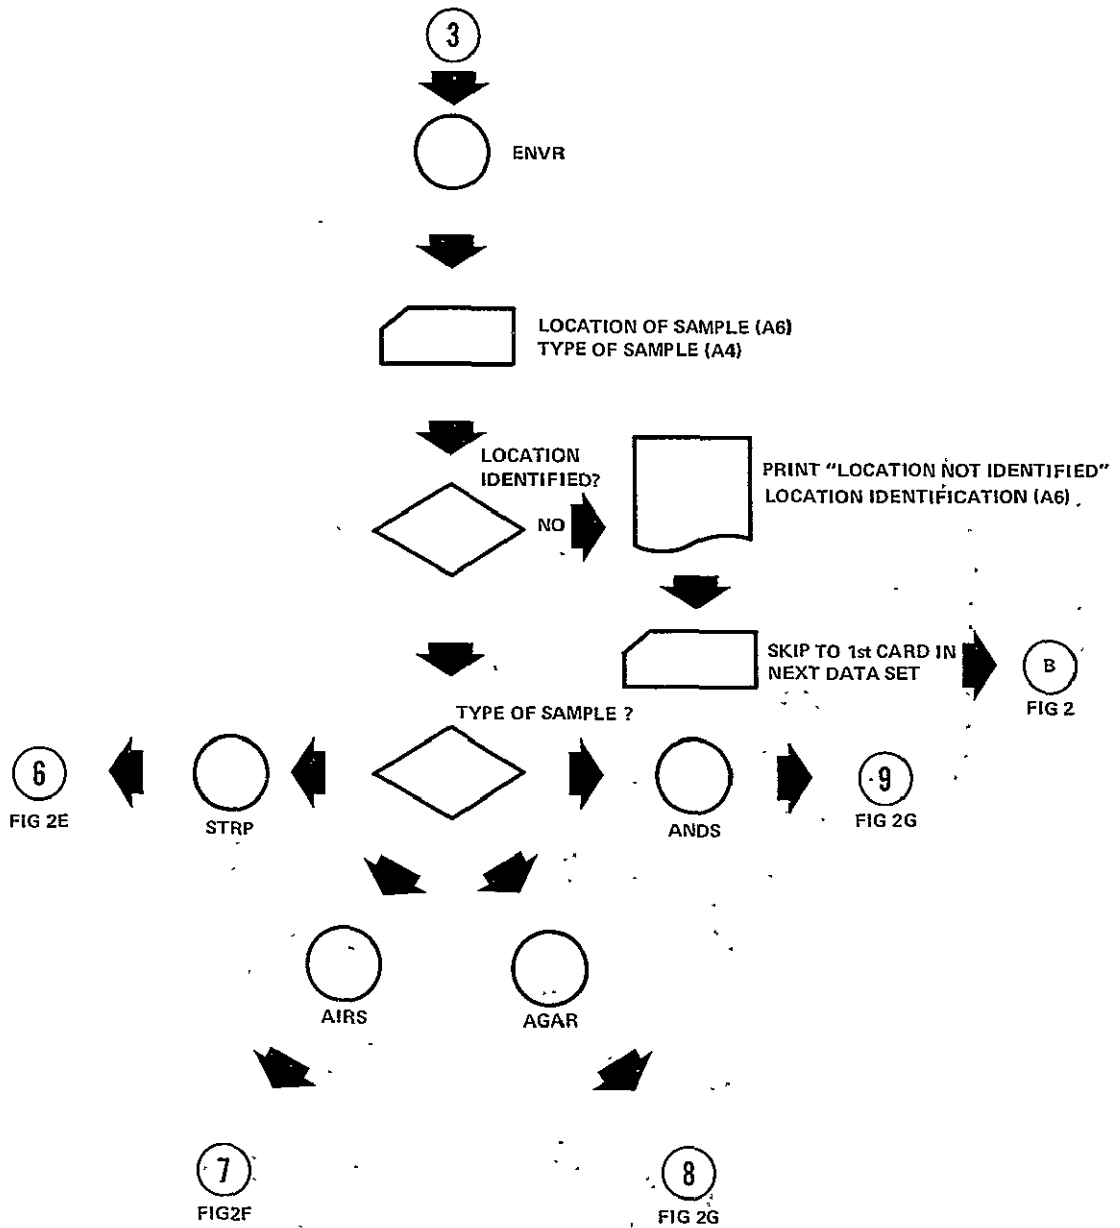 3
ENVR
LOCATION OF SAMPLE (A6)
TYPE OF SAMPLE (A4)
LOCATION
IDENTIFIED?
NO
PRINT "LOCATION NOT IDENTIFIED"
LOCATION IDENTIFICATION (A6)
SKIP TO 1st CARD IN
NEXT DATA SET
B
FIG 2
TYPE OF SAMPLE ?
6
FIG 2E
STRP
ANDS
9
FIG 2G
AIRS
AGAR
7
FIG2F
8
FIG 2G